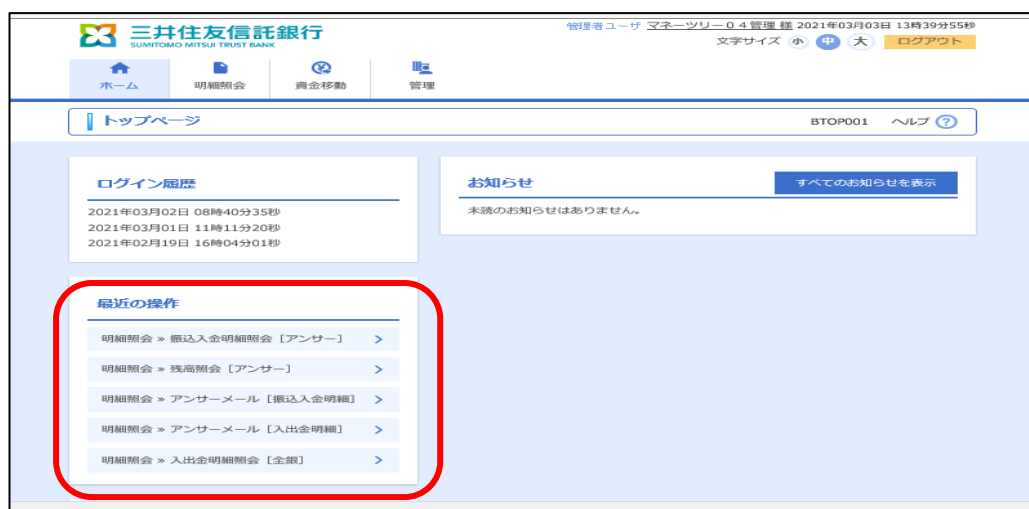 三井住友信託銀行
SUMITOMO MITSUI TRUST BANK
管理者ユーザ マネーツリー04管理 様 2021年03月03日 13時39分55秒
文字サイズ 小 中 大 ログアウト
ホーム 明細照会 資金移動 管理
トップページ BTOP001 ヘルプ ?
ログイン履歴
2021年03月02日 08時40分35秒
2021年03月01日 11時11分20秒
2021年02月19日 16時04分01秒
お知らせ すべてのお知らせを表示
未読のお知らせはありません。
最近の操作
明細照会 » 振込入金明細照会 [アンサー] >
明細照会 » 残高照会 [アンサー] >
明細照会 » アンサーメール [振込入金明細] >
明細照会 » アンサーメール [入出金明細] >
明細照会 » 入出金明細照会 [全銀] >